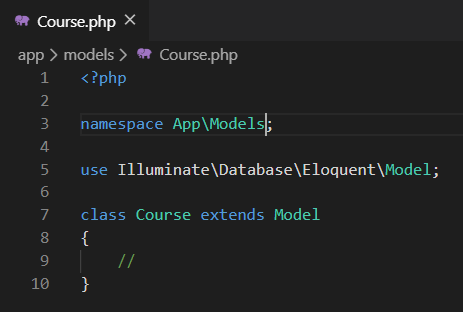 Course.php ×
app > models > Course.php
1 <?php
2
3 namespace App\Models;
4
5 use Illuminate\Database\Eloquent\Model;
6
7 class Course extends Model
8 {
9     //
10 }